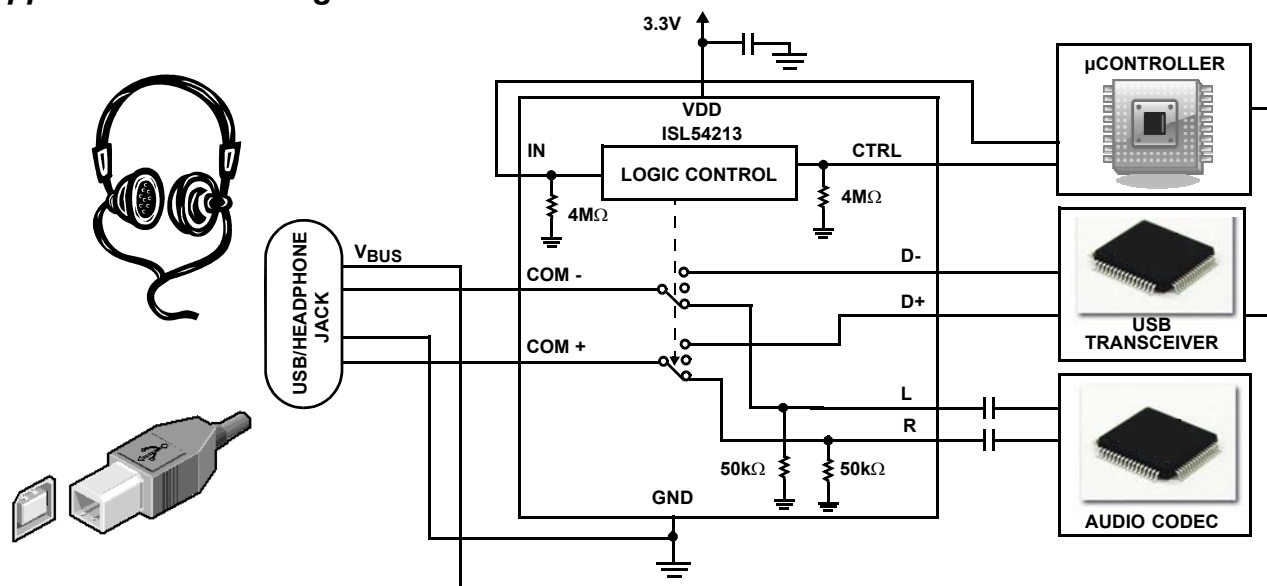 3.3V
µCONTROLLER
VDD
ISL54213
IN
LOGIC CONTROL
CTRL
4MΩ
4MΩ
VBUS
USB/HEADPHONE
JACK
COM -
D-
D+
COM +
USB
TRANSCEIVER
L
R
50kΩ
50kΩ
GND
AUDIO CODEC